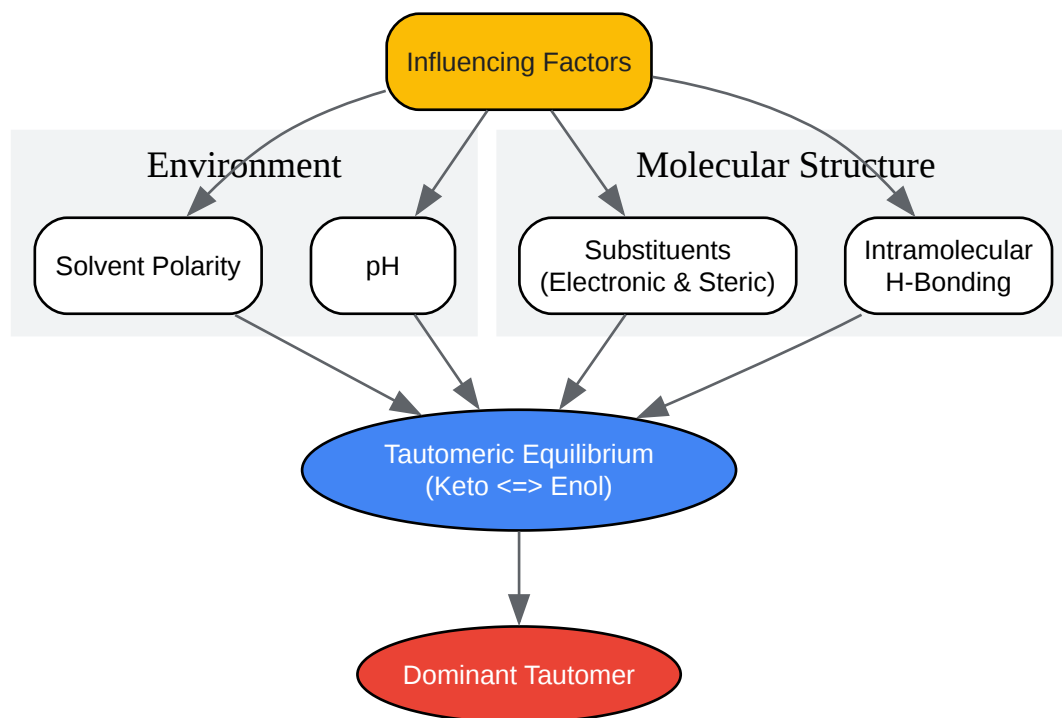 Influencing Factors
Environment
Molecular Structure
Solvent Polarity
pH
Substituents
(Electronic & Steric)
Intramolecular
H-Bonding
Tautomeric Equilibrium
(Keto <=> Enol)
Dominant Tautomer